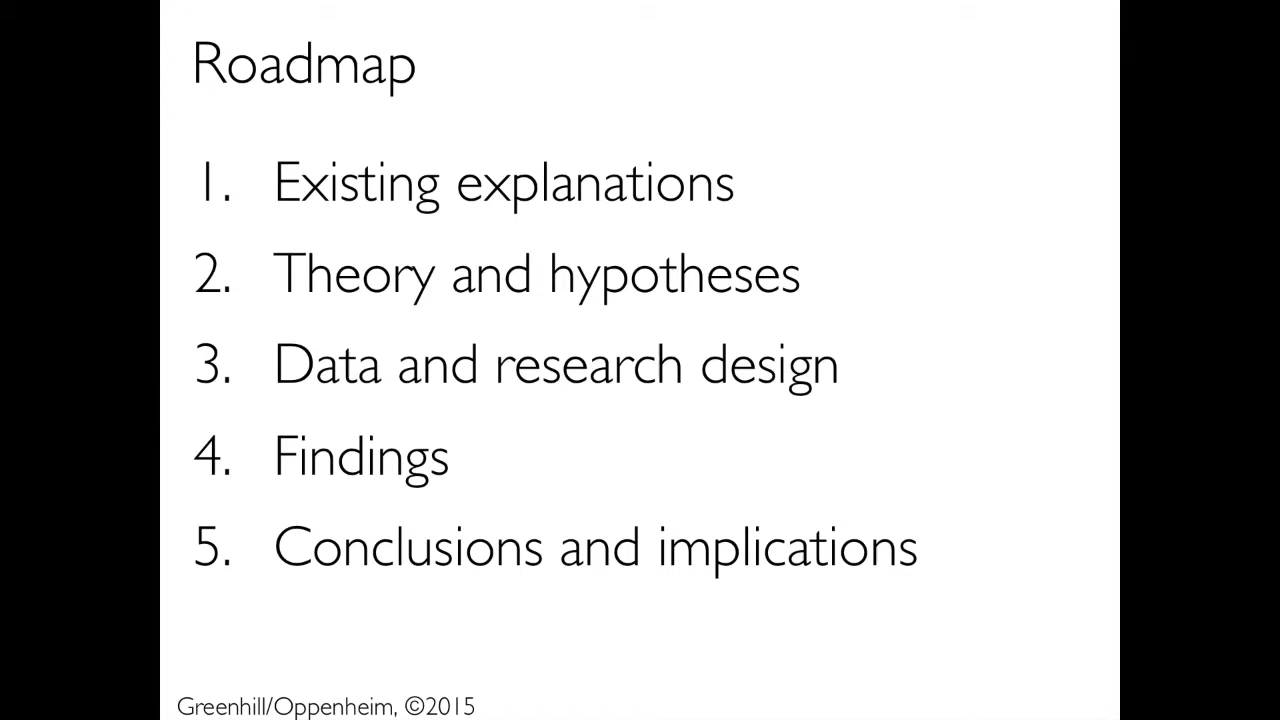 Roadmap
1. Existing explanations
2. Theory and hypotheses
3. Data and research design
4. Findings
5. Conclusions and implications
Greenhill/Oppenheim, ©2015